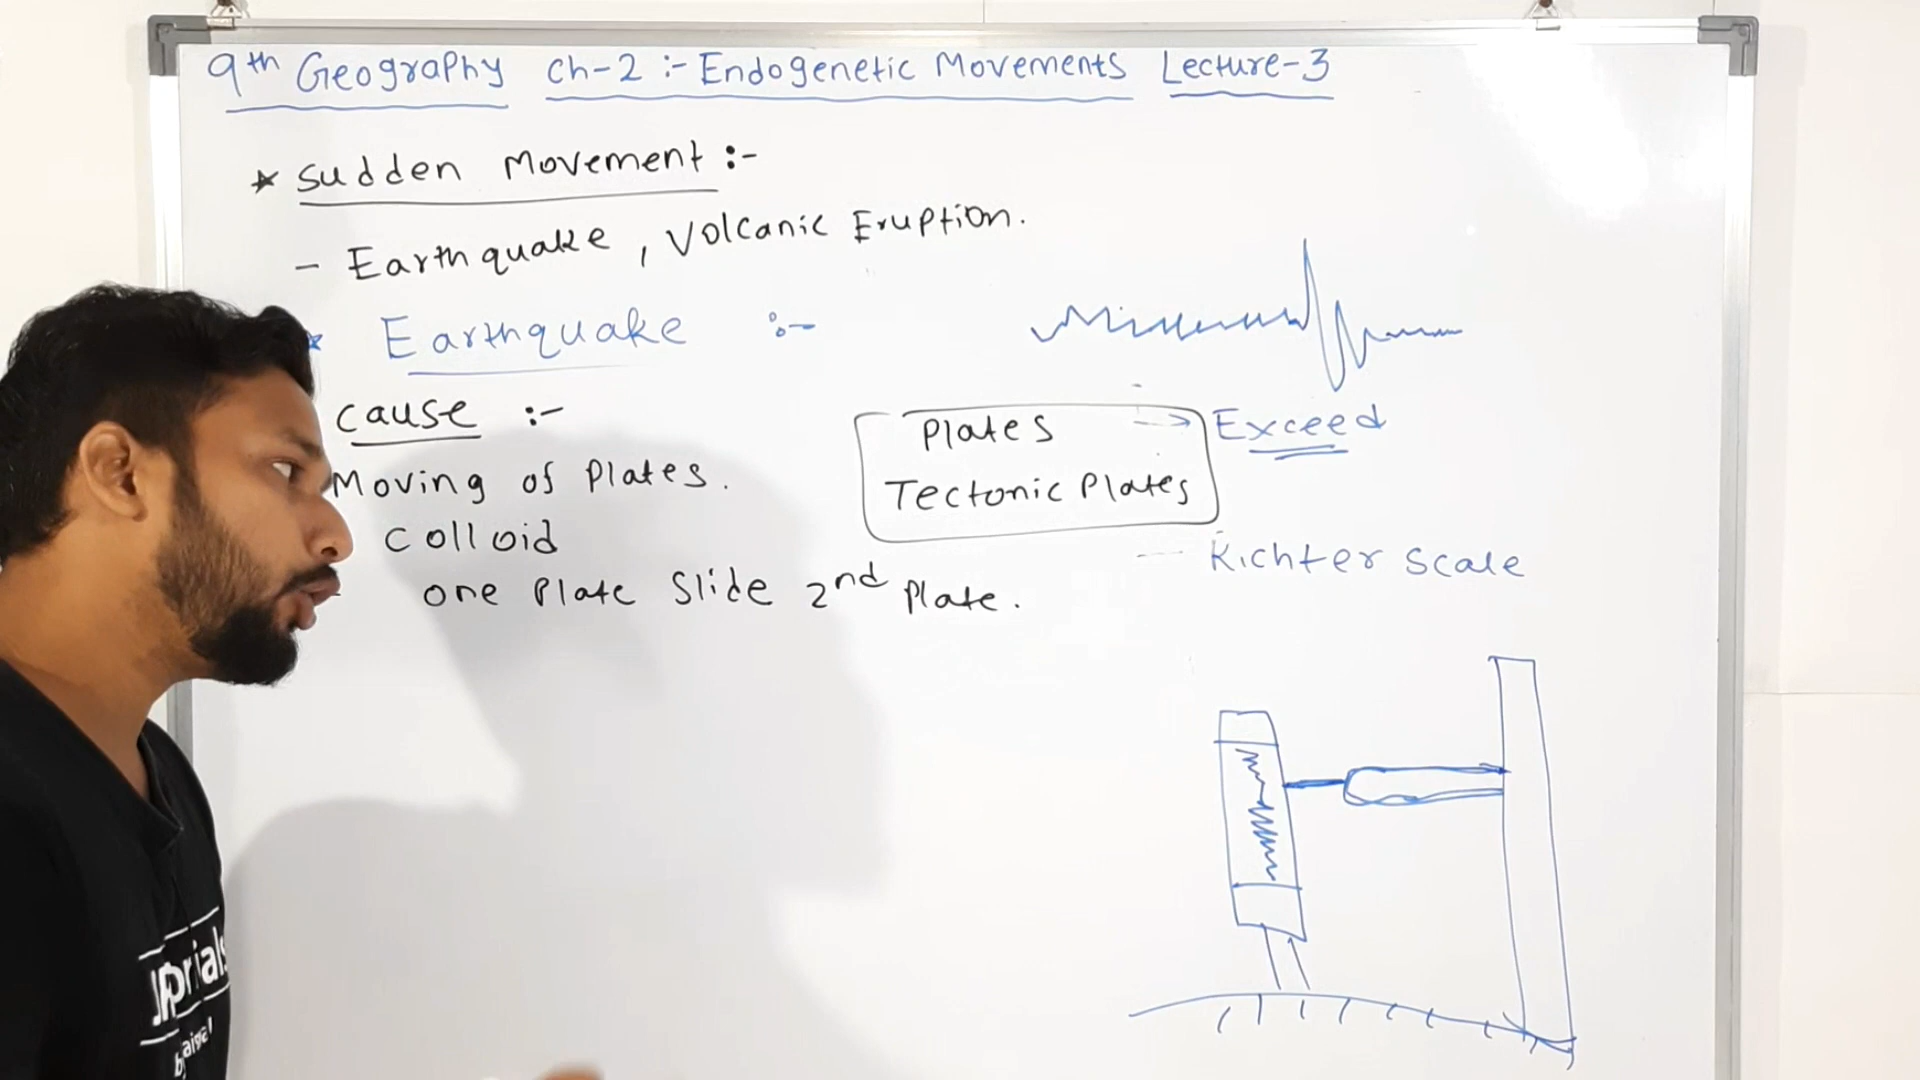 9th Geography ch-2 :- Endogenetic Movements Lecture-3
* Sudden Movement :-
- Earthquake , Volcanic Eruption.
* Earthquake :-
cause :-
Moving of Plates.
colloid
one Plate Slide 2nd Plate.
Plates
Tectonic Plates
→ Exceed
— Richter scale